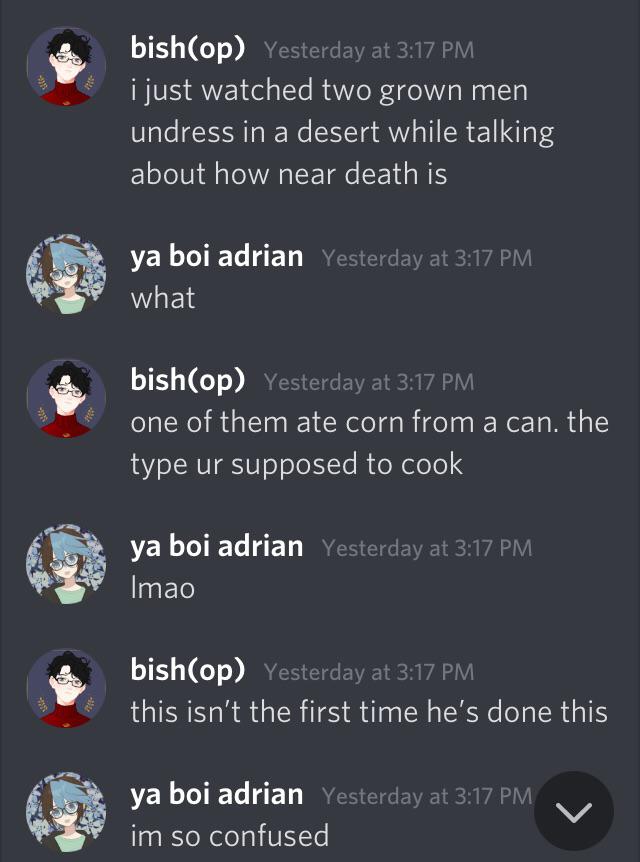 bish(op) Yesterday at 3:17 PM
i just watched two grown men
undress in a desert while talking
about how near death is
ya boi adrian Yesterday at 3:17 PM
what
bish(op) Yesterday at 3:17 PM
one of them ate corn from a can. the
type ur supposed to cook
ya boi adrian Yesterday at 3:17 PM
lmao
bish(op) Yesterday at 3:17 PM
this isn’t the first time he’s done this
ya boi adrian Yesterday at 3:17 PM
im so confused